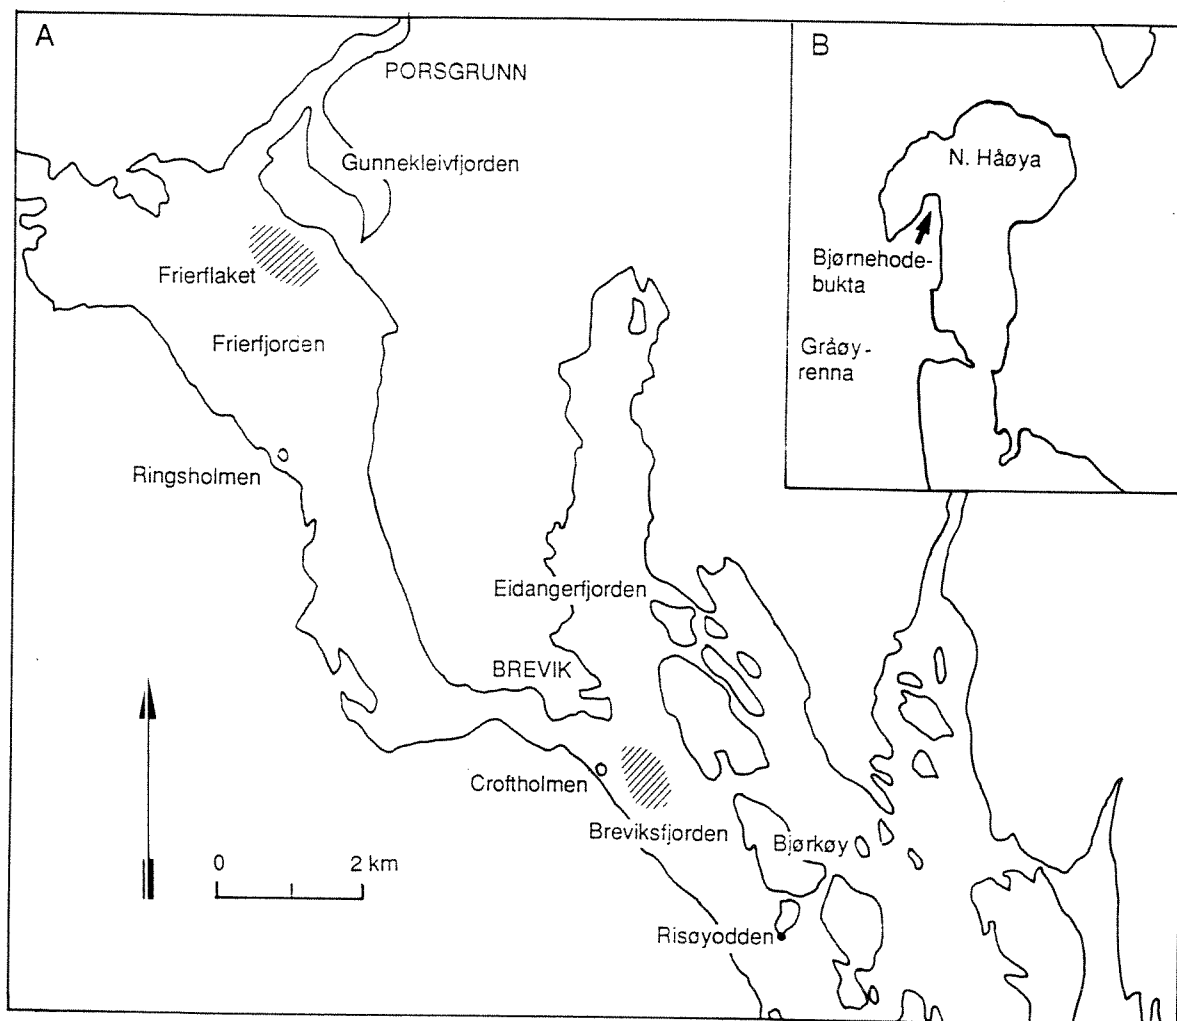 A
B
PORSGRUNN
Gunnekleivfjorden
N. Håøya
Frierflaket
Bjørnehode-
bukta
Frierfjorden
Gråøy-
renna
Ringsholmen
Eidangerfjorden
BREVIK
Croftholmen
Breviksfjorden
Bjørkøy
0 2 km
Risøyodden